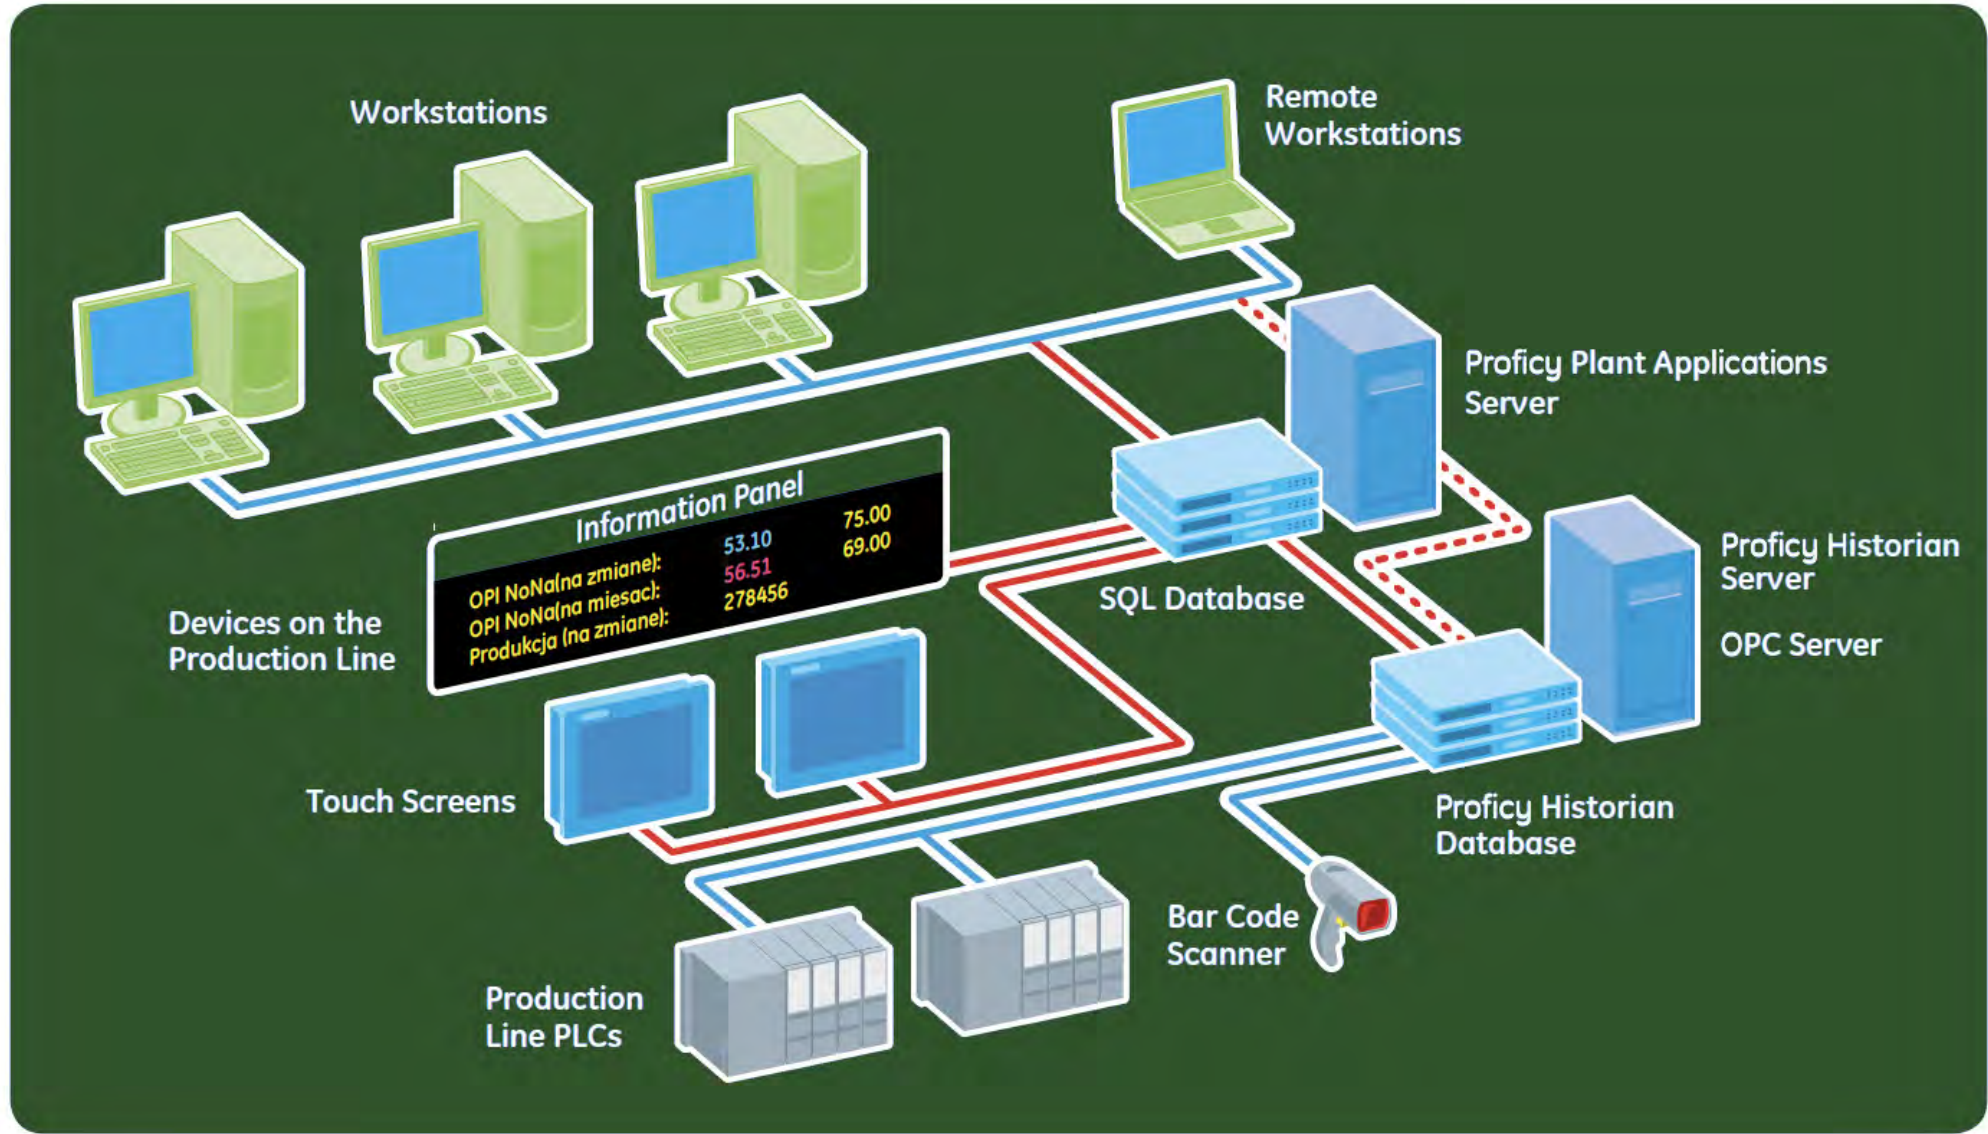 Workstations
Remote
Workstations
Proficy Plant Applications
Server
Information Panel
OPI NoNa(na zmiane): 53.10 75.00
OPI NoNa(na miesac): 56.51 69.00
Produkcja (na zmiane): 278456
SQL Database
Proficy Historian
Server
OPC Server
Devices on the
Production Line
Touch Screens
Proficy Historian
Database
Bar Code
Scanner
Production
Line PLCs